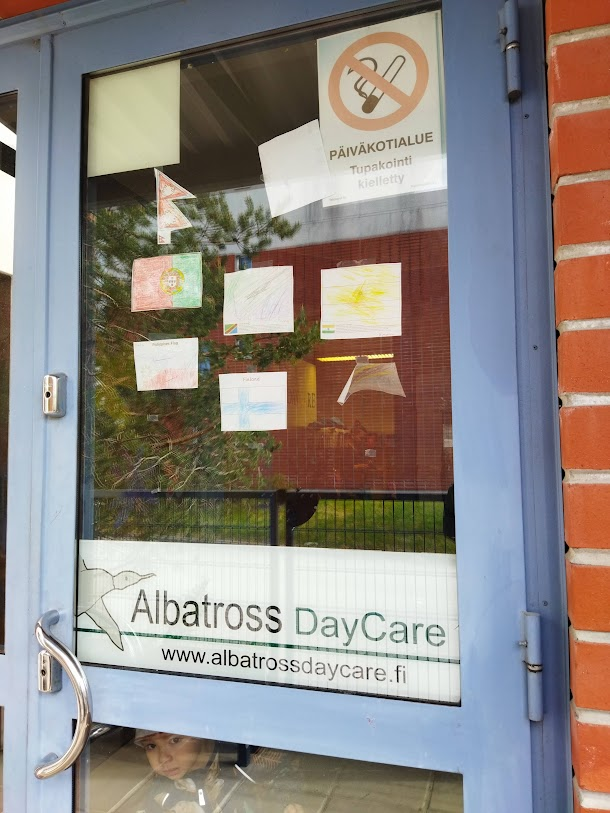 PÄIVÄKOTIALUE
Tupakointi
kielletty
Albatross DayCare
www.albatrossdaycare.fi